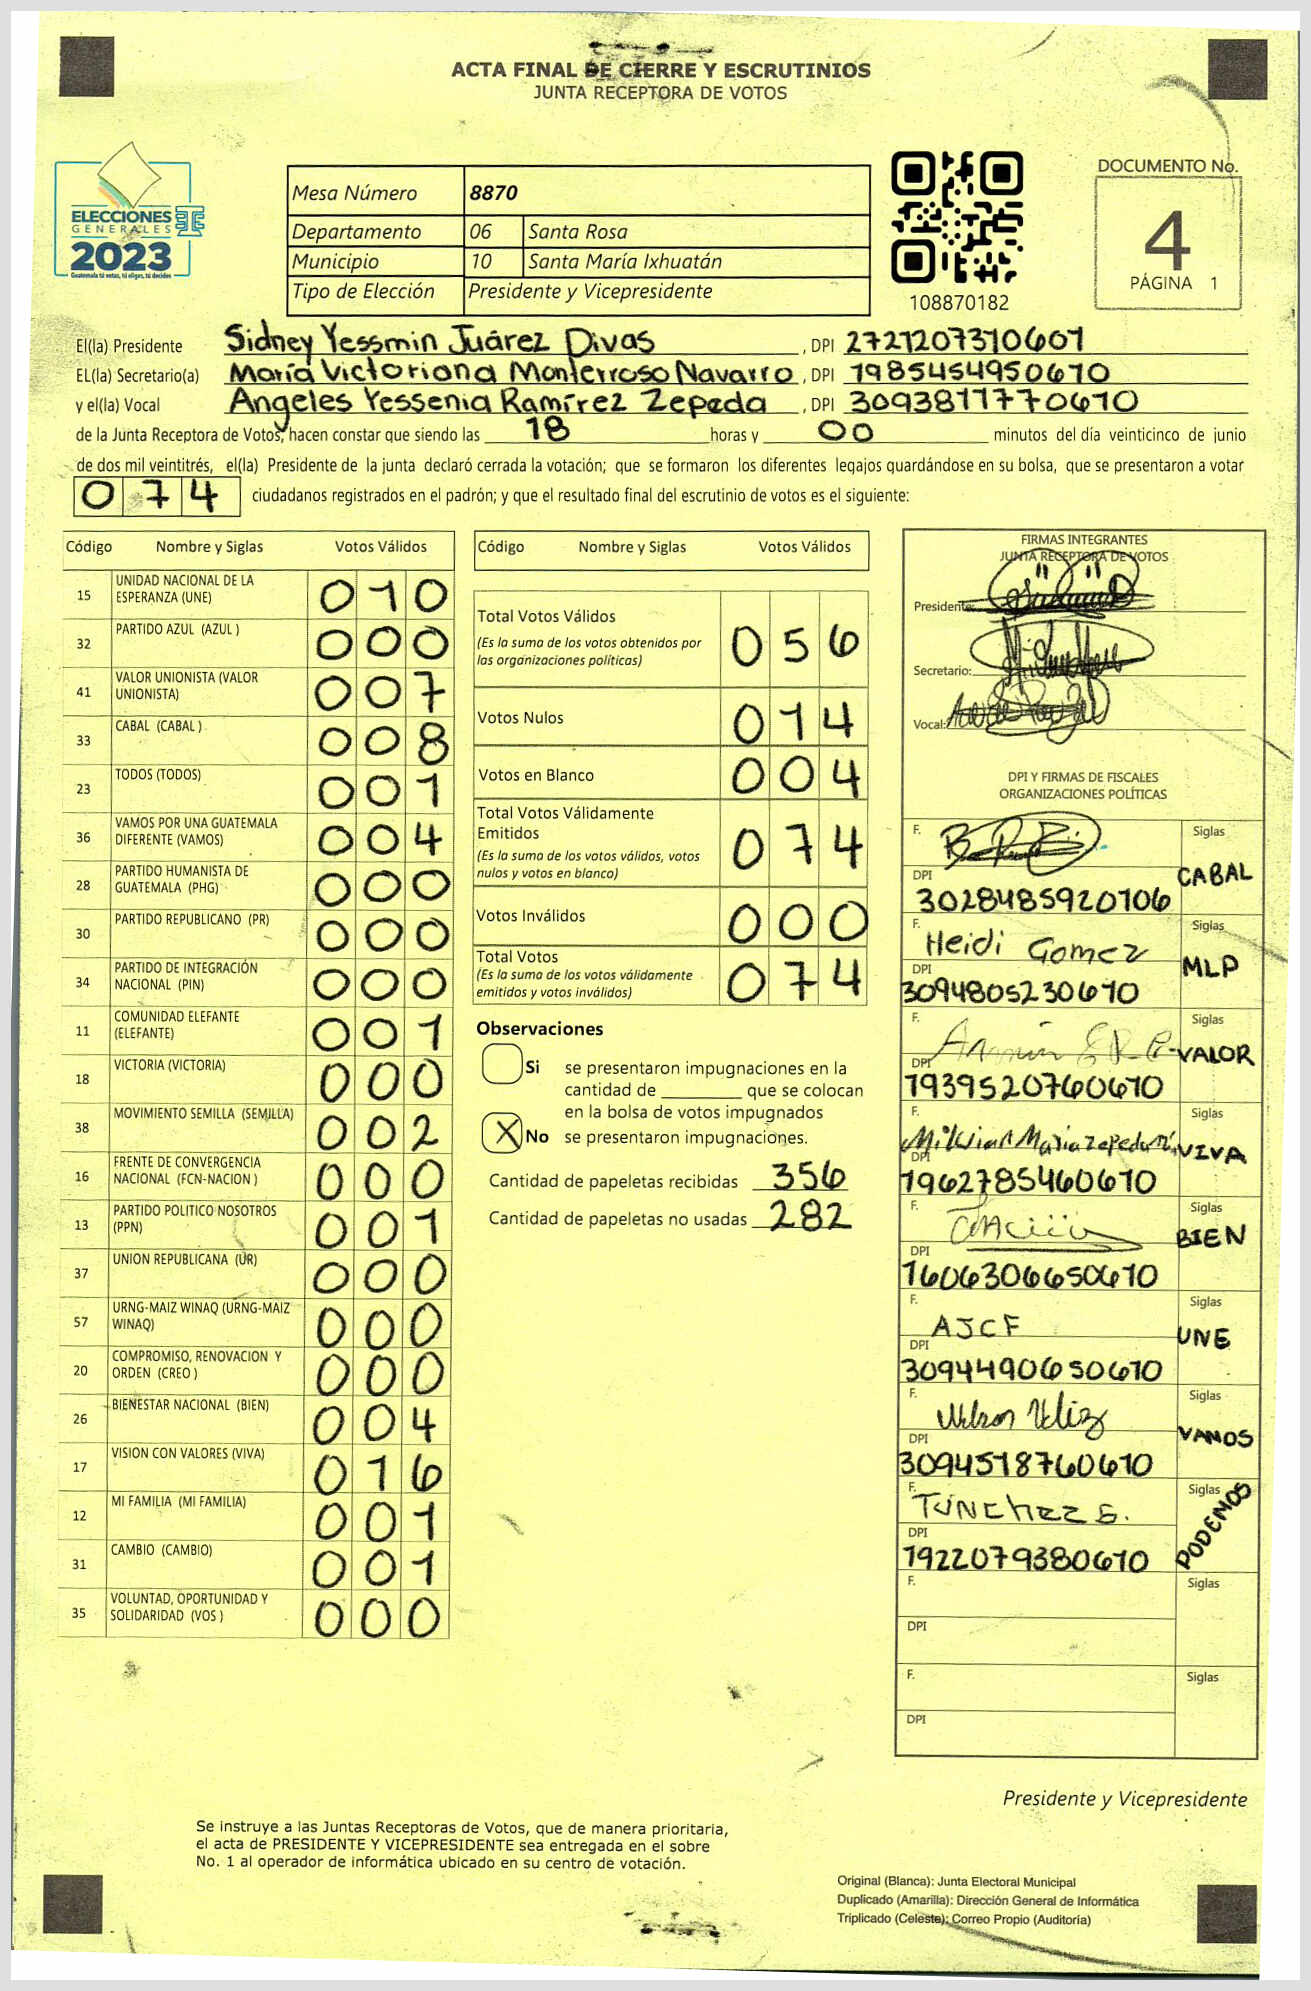 ACTA FINAL DE CIERRE Y ESCRUTINIOS
JUNTA RECEPTORA DE VOTOS
ELECCIONES
GENERALES
2023
Guatemala tú votas, tú eliges, tú decides
Mesa Número 8870
Departamento 06 Santa Rosa
Municipio 10 Santa María Ixhuatán
Tipo de Elección Presidente y Vicepresidente
108870182
DOCUMENTO No.
4
PÁGINA 1
El(la) Presidente Sidney Yessmin Juárez Divas, DPI 2721207310601
EL(la) Secretario(a) María Victoriana Monterroso Navarro, DPI 1985454950610
y el(la) Vocal Angeles Yessenia Ramírez Zepeda, DPI 3093811770610
de la Junta Receptora de Votos, hacen constar que siendo las 18 horas y 00 minutos del día veinticinco de junio
de dos mil veintitrés, el(la) Presidente de la junta declaró cerrada la votación; que se formaron los diferentes legajos guardándose en su bolsa, que se presentaron a votar
074 ciudadanos registrados en el padrón; y que el resultado final del escrutinio de votos es el siguiente:
Código Nombre y Siglas Votos Válidos
15 UNIDAD NACIONAL DE LA ESPERANZA (UNE) 010
32 PARTIDO AZUL (AZUL ) 000
41 VALOR UNIONISTA (VALOR UNIONISTA) 007
33 CABAL (CABAL ) 008
23 TODOS (TODOS) 001
36 VAMOS POR UNA GUATEMALA DIFERENTE (VAMOS) 004
28 PARTIDO HUMANISTA DE GUATEMALA (PHG) 000
30 PARTIDO REPUBLICANO (PR) 000
34 PARTIDO DE INTEGRACIÓN NACIONAL (PIN) 000
11 COMUNIDAD ELEFANTE (ELEFANTE) 001
18 VICTORIA (VICTORIA) 000
38 MOVIMIENTO SEMILLA (SEMILLA) 002
16 FRENTE DE CONVERGENCIA NACIONAL (FCN-NACION ) 000
13 PARTIDO POLITICO NOSOTROS (PPN) 001
37 UNION REPUBLICANA (UR) 000
57 URNG-MAIZ WINAQ (URNG-MAIZ WINAQ) 000
20 COMPROMISO, RENOVACION Y ORDEN (CREO ) 000
26 BIENESTAR NACIONAL (BIEN) 004
17 VISION CON VALORES (VIVA) 016
12 MI FAMILIA (MI FAMILIA) 001
31 CAMBIO (CAMBIO) 001
35 VOLUNTAD, OPORTUNIDAD Y SOLIDARIDAD (VOS ) 000
Código Nombre y Siglas Votos Válidos
Total Votos Válidos 056
(Es la suma de los votos obtenidos por
las organizaciones políticas)
Votos Nulos 014
Votos en Blanco 004
Total Votos Válidamente
Emitidos 074
(Es la suma de los votos válidos, votos
nulos y votos en blanco)
Votos Inválidos 000
Total Votos 074
(Es la suma de los votos válidamente
emitidos y votos inválidos)
Observaciones
Si se presentaron impugnaciones en la
cantidad de ________ que se colocan
en la bolsa de votos impugnados
X No se presentaron impugnaciones.
Cantidad de papeletas recibidas 356
Cantidad de papeletas no usadas 282
FIRMAS INTEGRANTES
JUNTA RECEPTORA DE VOTOS
Presidente:
Secretario:
Vocal:
DPI Y FIRMAS DE FISCALES
ORGANIZACIONES POLÍTICAS
F. Siglas CABAL
DPI 3028485920106
F. Heidi Gomez Siglas MLP
DPI 3094805230610
F. Siglas VALOR
DPI 1939520760610
F. Siglas VIVA
DPI 1962785460610
F. Siglas BIEN
DPI 1606306650610
F. AJCF Siglas UNE
DPI 3094490650610
F. Siglas VAMOS
DPI 3094518760610
F. Siglas PODEMOS
DPI 1922079380610
F. Siglas
DPI
F. Siglas
DPI
Presidente y Vicepresidente
Se instruye a las Juntas Receptoras de Votos, que de manera prioritaria,
el acta de PRESIDENTE Y VICEPRESIDENTE sea entregada en el sobre
No. 1 al operador de informática ubicado en su centro de votación.
Original (Blanca): Junta Electoral Municipal
Duplicado (Amarilla): Dirección General de Informática
Triplicado (Celeste): Correo Propio (Auditoría)